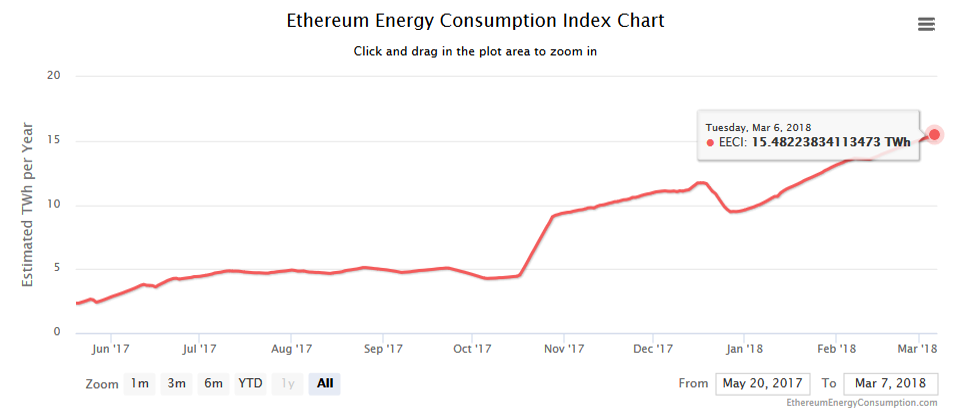 Ethereum Energy Consumption Index Chart
Click and drag in the plot area to zoom in
Estimated TWh per Year
20
15
10
5
0
Tuesday, Mar 6, 2018
EECI: 15.48223834113473 TWh
Jun '17 Jul '17 Aug '17 Sep '17 Oct '17 Nov '17 Dec '17 Jan '18 Feb '18 Mar '18
Zoom 1m 3m 6m YTD 1y All From May 20, 2017 To Mar 7, 2018
EthereumEnergyConsumption.com